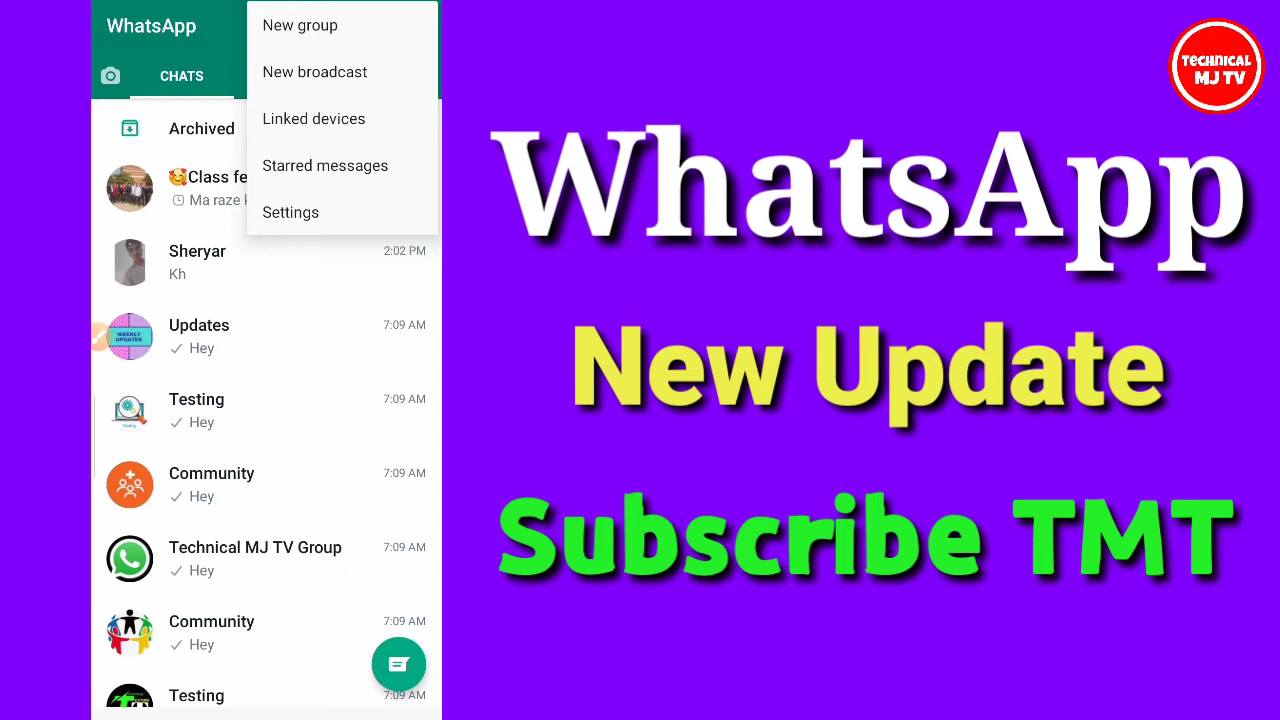 WhatsApp
CHATS
New group
New broadcast
Linked devices
Starred messages
Settings
Archived
🥰Class fe
Ma raze
Sheryar
2:02 PM
Kh
Updates
7:09 AM
Hey
WEEKLY
UPDATES
Testing
7:09 AM
Hey
Testing
Community
7:09 AM
Hey
Technical MJ TV Group
7:09 AM
Hey
Community
7:09 AM
Hey
Testing
7:09 AM
TECHNICAL
MJ TV
WhatsApp
New Update
Subscribe TMT